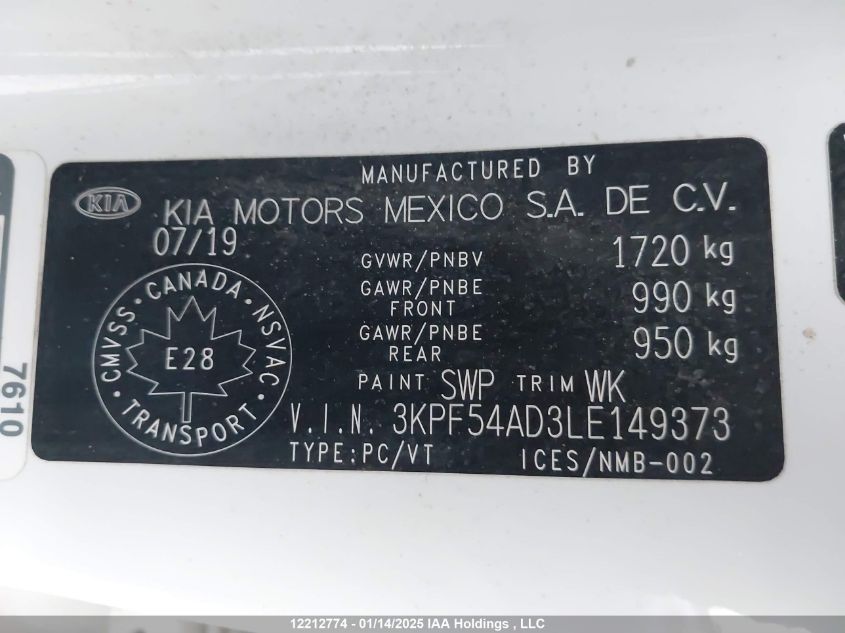 MANUFACTURED BY
KIA
KIA MOTORS MEXICO S.A. DE C.V.
07/19
GVWR/PNBV 1720 kg
GAWR/PNBE FRONT 990 kg
GAWR/PNBE REAR 950 kg
PAINT SWP TRIM WK
V.I.N. 3KPF54AD3LE149373
TYPE:PC/VT ICES/NMB-002
CANADA
CMVSS · NSVAC
E28
TRANSPORT
7610
12212774 - 01/14/2025 IAA Holdings , LLC